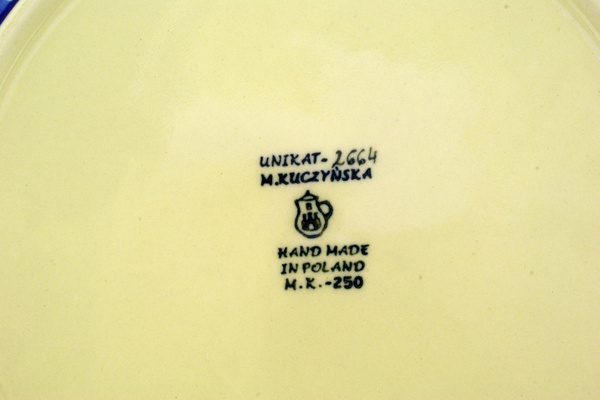 UNIKAT-2664
M.KUCZYŃSKA
B
HAND MADE
IN POLAND
M.K.-250